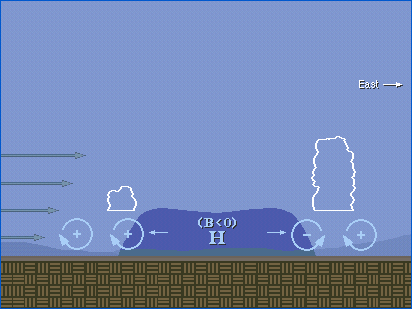 East
(B<0)
+ + H − +